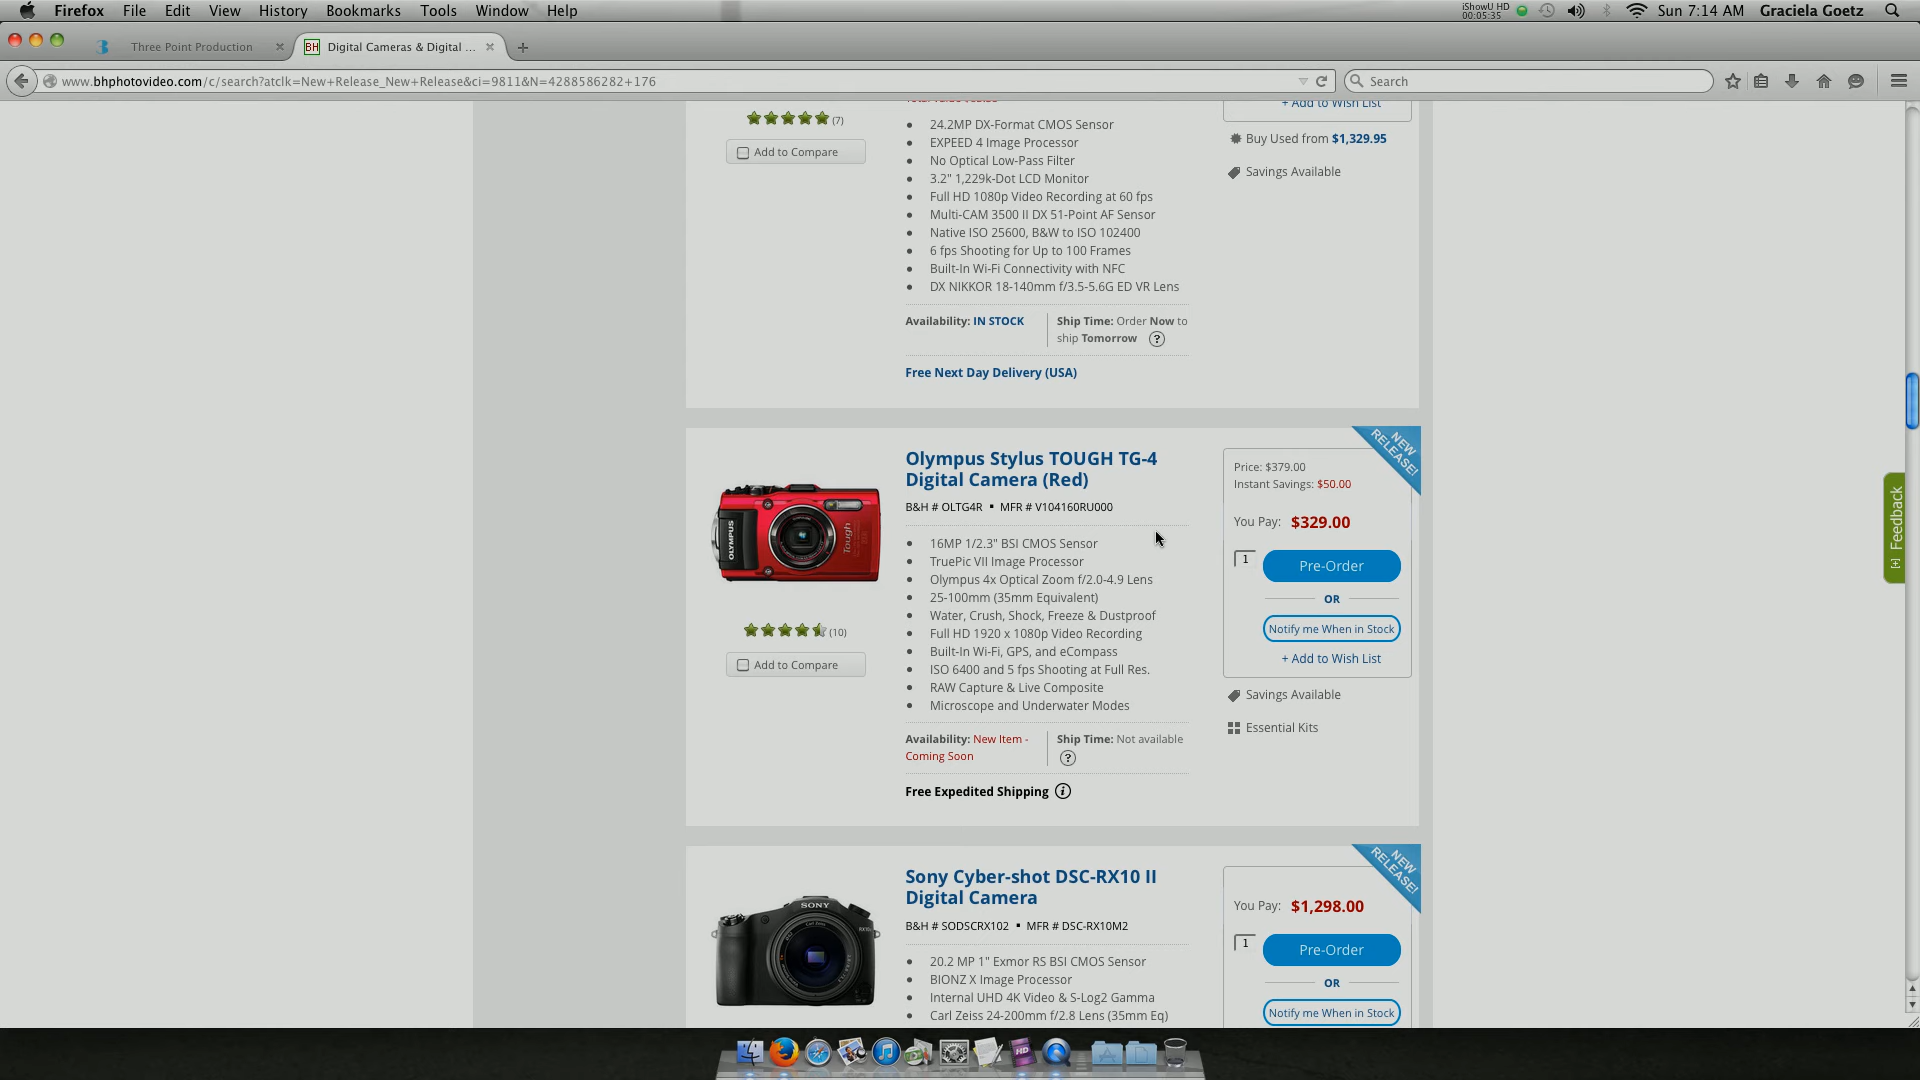 Firefox File Edit View History Bookmarks Tools Window Help
iShowU HD
00:05:35
Sun 7:14 AM Graciela Goetz
Three Point Production
BH Digital Cameras & Digital ...
www.bhphotovideo.com/c/search?atclk=New+Release_New+Release&ci=9811&N=4288586282+176
Search
(7)
Add to Compare
24.2MP DX-Format CMOS Sensor
EXPEED 4 Image Processor
No Optical Low-Pass Filter
3.2" 1,229k-Dot LCD Monitor
Full HD 1080p Video Recording at 60 fps
Multi-CAM 3500 II DX 51-Point AF Sensor
Native ISO 25600, B&W to ISO 102400
6 fps Shooting for Up to 100 Frames
Built-In Wi-Fi Connectivity with NFC
DX NIKKOR 18-140mm f/3.5-5.6G ED VR Lens
Availability: IN STOCK
Ship Time: Order Now to
ship Tomorrow ?
Free Next Day Delivery (USA)
+ Add to Wish List
Buy Used from $1,329.95
Savings Available
OLYMPUS
Tough
(10)
Add to Compare
Olympus Stylus TOUGH TG-4
Digital Camera (Red)
B&H # OLTG4R ▪ MFR # V104160RU000
16MP 1/2.3" BSI CMOS Sensor
TruePic VII Image Processor
Olympus 4x Optical Zoom f/2.0-4.9 Lens
25-100mm (35mm Equivalent)
Water, Crush, Shock, Freeze & Dustproof
Full HD 1920 x 1080p Video Recording
Built-In Wi-Fi, GPS, and eCompass
ISO 6400 and 5 fps Shooting at Full Res.
RAW Capture & Live Composite
Microscope and Underwater Modes
Availability: New Item -
Coming Soon
Ship Time: Not available
?
Free Expedited Shipping i
NEW
RELEASE!
Price: $379.00
Instant Savings: $50.00
You Pay: $329.00
1 Pre-Order
OR
Notify me When in Stock
+ Add to Wish List
Savings Available
Essential Kits
[+] Feedback
SONY
Sony Cyber-shot DSC-RX10 II
Digital Camera
B&H # SODSCRX102 ▪ MFR # DSC-RX10M2
20.2 MP 1" Exmor RS BSI CMOS Sensor
BIONZ X Image Processor
Internal UHD 4K Video & S-Log2 Gamma
Carl Zeiss 24-200mm f/2.8 Lens (35mm Eq)
NEW
RELEASE!
You Pay: $1,298.00
1 Pre-Order
OR
Notify me When in Stock
HD